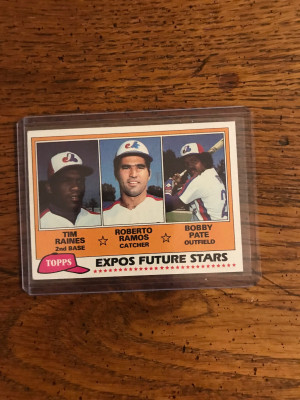 TIM
RAINES
2nd BASE
☆
ROBERTO
RAMOS
CATCHER
☆
BOBBY
PATE
OUTFIELD
TOPPS
EXPOS FUTURE STARS